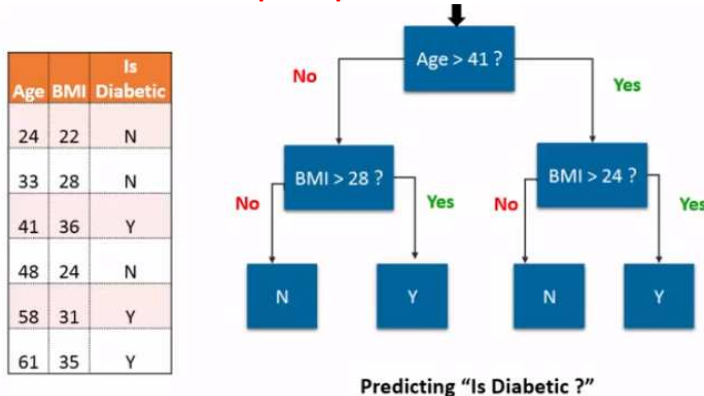 Age BMI Is Diabetic
24 22 N
33 28 N
41 36 Y
48 24 N
58 31 Y
61 35 Y
Age > 41 ?
No
Yes
BMI > 28 ?
BMI > 24 ?
No
Yes
No
Yes
N
Y
N
Y
Predicting “Is Diabetic ?”